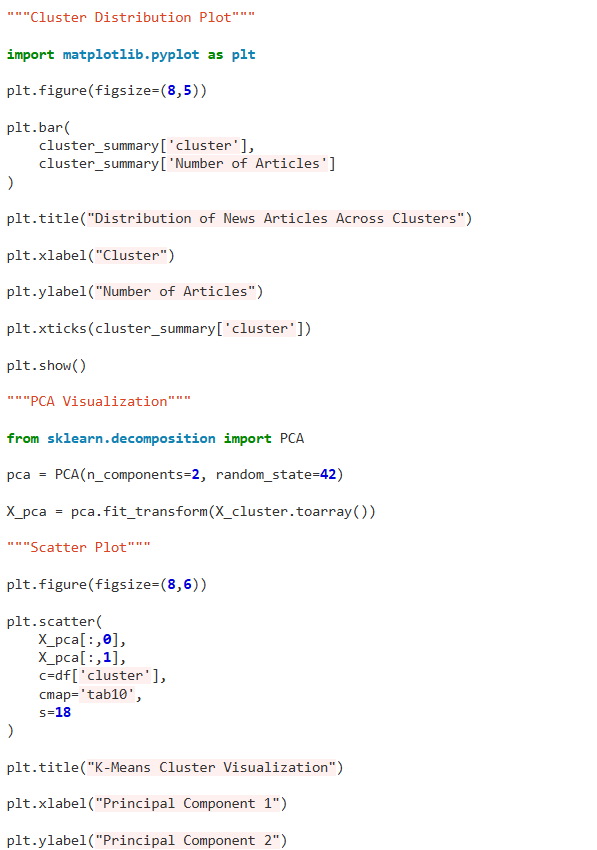 """Cluster Distribution Plot"""
import matplotlib.pyplot as plt
plt.figure(figsize=(8,5))
plt.bar(
    cluster_summary['cluster'],
    cluster_summary['Number of Articles']
)
plt.title("Distribution of News Articles Across Clusters")
plt.xlabel("Cluster")
plt.ylabel("Number of Articles")
plt.xticks(cluster_summary['cluster'])
plt.show()
"""PCA Visualization"""
from sklearn.decomposition import PCA
pca = PCA(n_components=2, random_state=42)
X_pca = pca.fit_transform(X_cluster.toarray())
"""Scatter Plot"""
plt.figure(figsize=(8,6))
plt.scatter(
    X_pca[:,0],
    X_pca[:,1],
    c=df['cluster'],
    cmap='tab10',
    s=18
)
plt.title("K-Means Cluster Visualization")
plt.xlabel("Principal Component 1")
plt.ylabel("Principal Component 2")